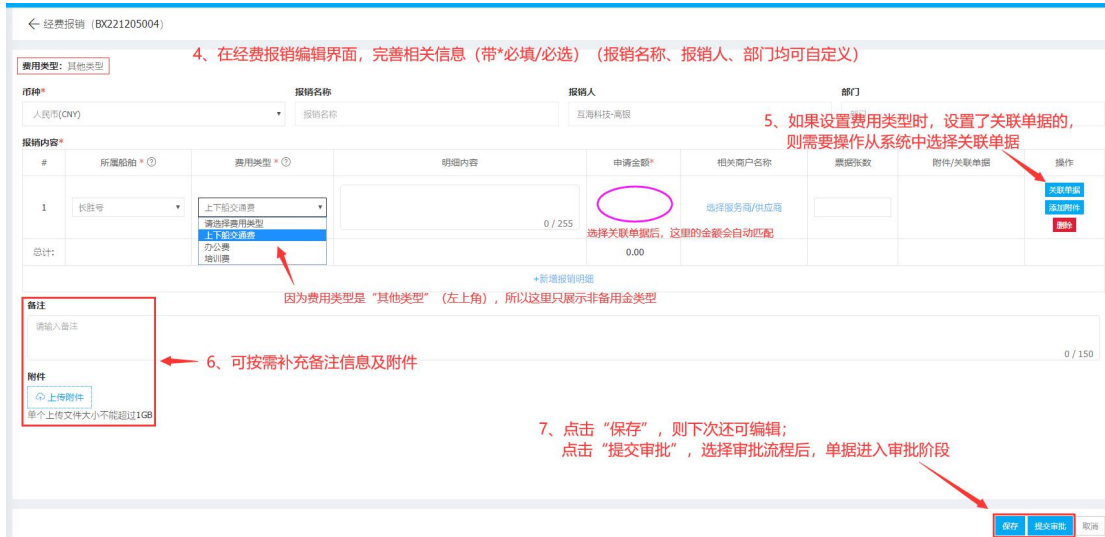 ← 经费报销（BX221205004）
4、在经费报销编辑界面，完善相关信息（带*必填/必选）（报销名称、报销人、部门均可自定义）
费用类型：其他类型
币种* 报销名称 报销人 部门
人民币(CNY) 报销名称 互海科技-高银 部门
5、如果设置费用类型时，设置了关联单据的，
则需要操作从系统中选择关联单据
报销内容*
# 所属船舶 * 费用类型 * 明细内容 申请金额* 相关商户名称 票据张数 附件/关联单据 操作
1 长胜号 上下船交通费 0 / 255 选择服务商/供应商 关联单据
添加附件
删除
请选择费用类型
上下船交通费
办公费
培训费
选择关联单据后，这里的金额会自动匹配
总计: 0.00
+新增报销明细
因为费用类型是“其他类型”（左上角），所以这里只展示非备用金类型
备注
请输入备注
0 / 150
6、可按需补充备注信息及附件
附件
上传附件
单个上传文件大小不能超过1GB
7、点击“保存”，则下次还可编辑；
点击“提交审批”，选择审批流程后，单据进入审批阶段
保存 提交审批 取消